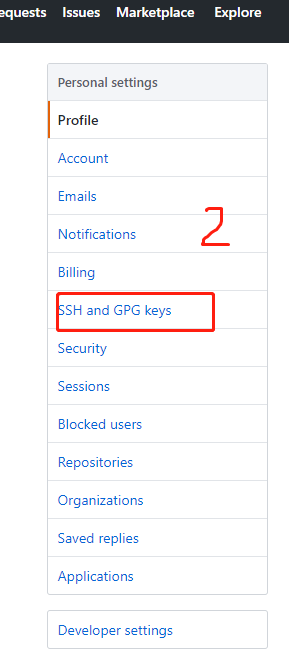 equests Issues Marketplace Explore
Personal settings
Profile
Account
Emails
Notifications
2
Billing
SSH and GPG keys
Security
Sessions
Blocked users
Repositories
Organizations
Saved replies
Applications
Developer settings